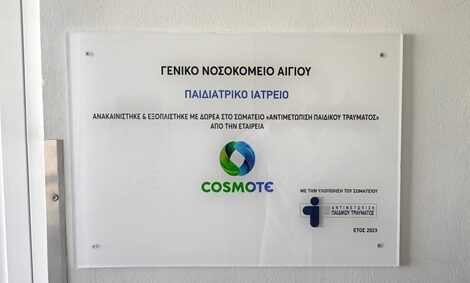 ΓΕΝΙΚΟ ΝΟΣΟΚΟΜΕΙΟ ΑΙΓΙΟΥ
ΠΑΙΔΙΑΤΡΙΚΟ ΙΑΤΡΕΙΟ
ΑΝΑΚΑΙΝΙΣΤΗΚΕ & ΕΞΟΠΛΙΣΤΗΚΕ ΜΕ ΔΩΡΕΑ ΣΤΟ ΣΩΜΑΤΕΙΟ «ΑΝΤΙΜΕΤΩΠΙΣΗ ΠΑΙΔΙΚΟΥ ΤΡΑΥΜΑΤΟΣ»
ΑΠΟ ΤΗΝ ΕΤΑΙΡΕΙΑ
COSMOTE
ΜΕ ΤΗΝ ΥΛΟΠΟΙΗΣΗ ΤΟΥ ΣΩΜΑΤΕΙΟΥ
ΑΝΤΙΜΕΤΩΠΙΣΗ
ΠΑΙΔΙΚΟΥ ΤΡΑΥΜΑΤΟΣ
ΕΤΟΣ 2023